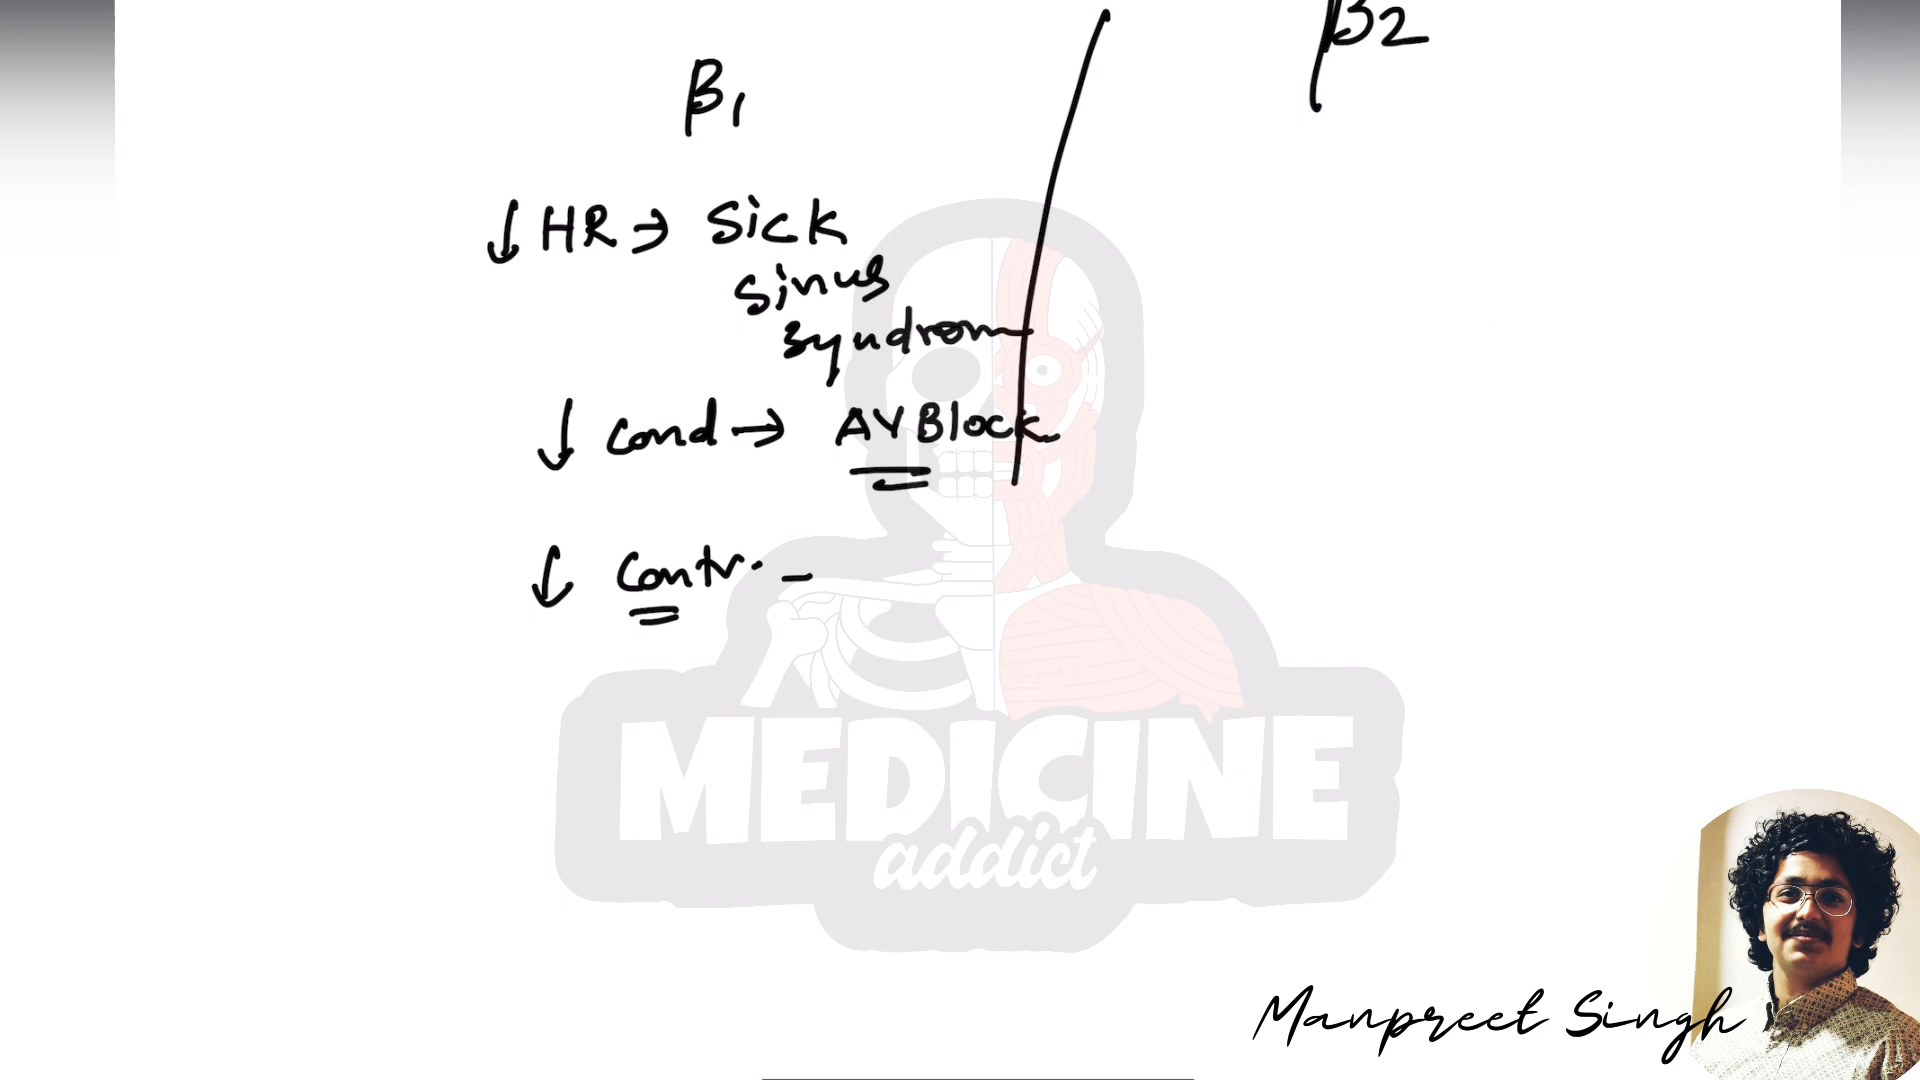 β1
β2
↓ HR → Sick
Sinus
Syndrom
↓ Cond → AV Block
↓ Contr. -
MEDICINE
addict
Manpreet Singh